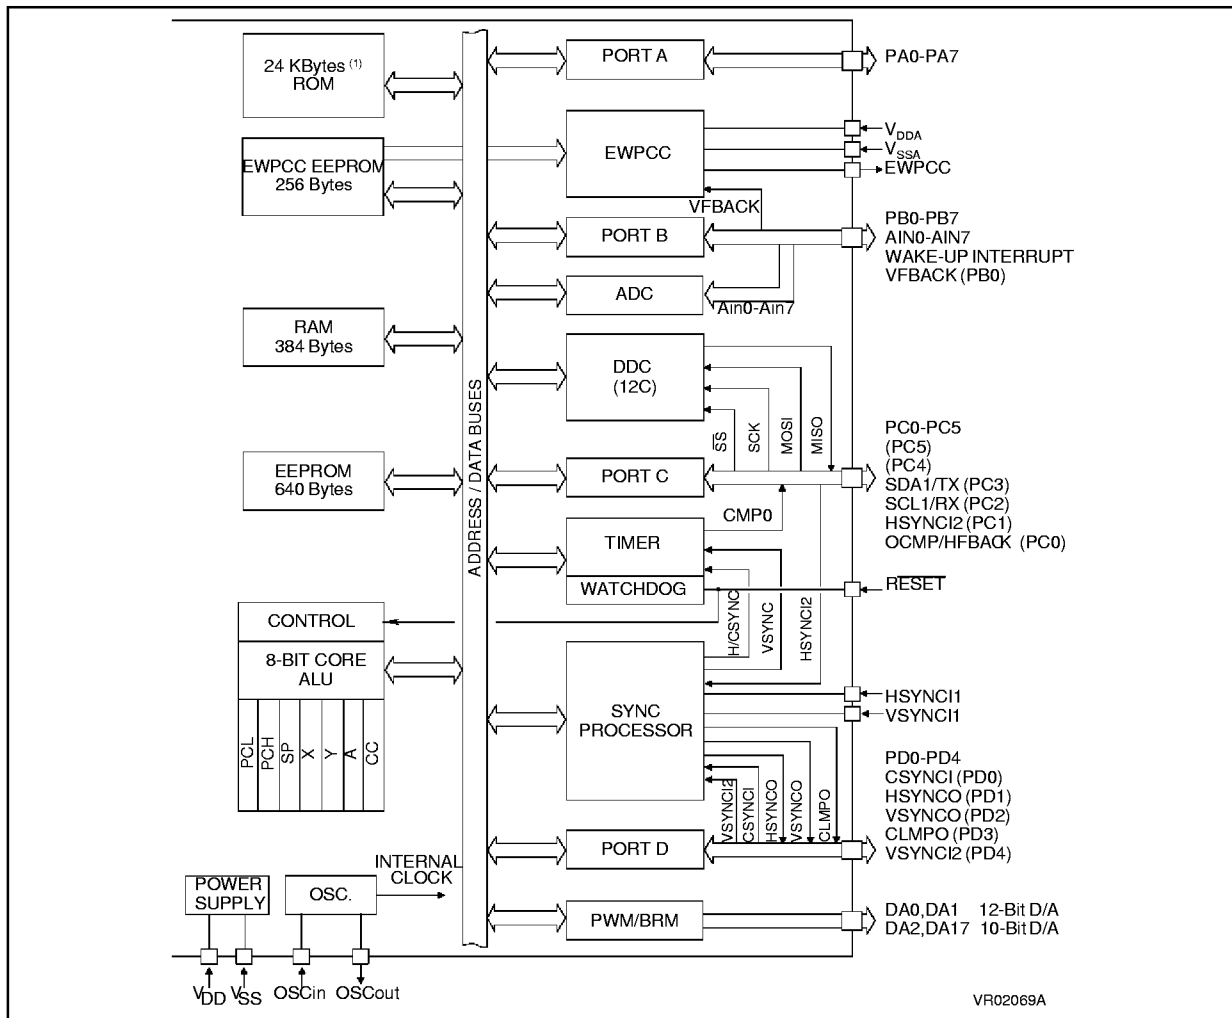 24 KBytes (1)
ROM
EWPCC EEPROM
256 Bytes
RAM
384 Bytes
EEPROM
640 Bytes
CONTROL
8-BIT CORE
ALU
PCL
PCH
SP
X
Y
A
CC
POWER
SUPPLY
OSC.
INTERNAL
CLOCK
VDD
VSS
OSCin
OSCout
ADDRESS / DATA BUSES
PORT A
EWPCC
VFBACK
PORT B
ADC
Ain0-Ain7
DDC
(12C)
SS
SCK
MOSI
MISO
PORT C
CMP0
TIMER
WATCHDOG
H/CSYNC
VSYNC
HSYNCI2
SYNC
PROCESSOR
VSYNCI2
CSYNCI
HSYNCO
VSYNCO
CLMPO
PORT D
PWM/BRM
PA0-PA7
VDDA
VSSA
EWPCC
PB0-PB7
AIN0-AIN7
WAKE-UP INTERRUPT
VFBACK (PB0)
PC0-PC5
(PC5)
(PC4)
SDA1/TX (PC3)
SCL1/RX (PC2)
HSYNCI2 (PC1)
OCMP/HFBACK (PC0)
RESET
HSYNCI1
VSYNCI1
PD0-PD4
CSYNCI (PD0)
HSYNCO (PD1)
VSYNCO (PD2)
CLMPO (PD3)
VSYNCI2 (PD4)
DA0,DA1 12-Bit D/A
DA2,DA17 10-Bit D/A
VR02069A